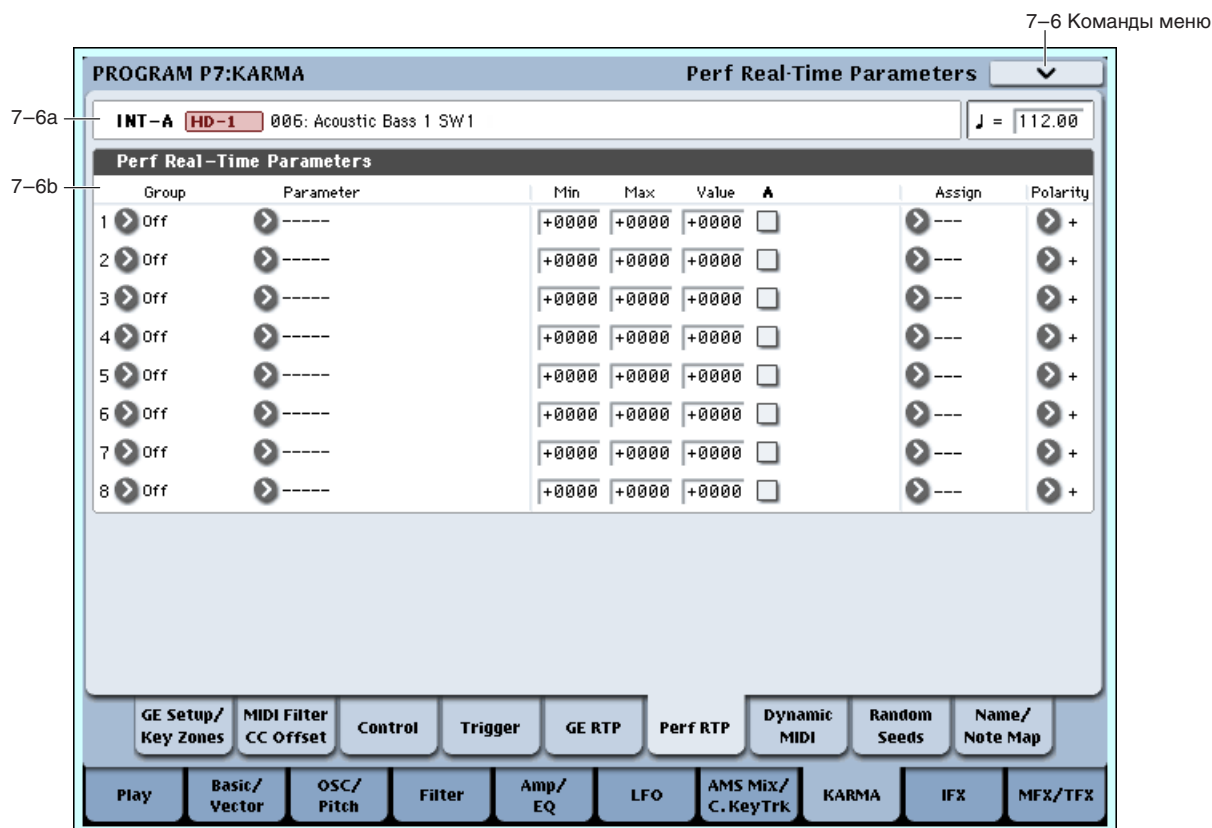 7–6 Команды меню
PROGRAM P7:KARMA Perf Real-Time Parameters
7–6a INT-A HD-1 006: Acoustic Bass 1 SW1 ♩ = 112.00
Perf Real-Time Parameters
7–6b Group Parameter Min Max Value A Assign Polarity
1 Off ----- +0000 +0000 +0000 --- +
2 Off ----- +0000 +0000 +0000 --- +
3 Off ----- +0000 +0000 +0000 --- +
4 Off ----- +0000 +0000 +0000 --- +
5 Off ----- +0000 +0000 +0000 --- +
6 Off ----- +0000 +0000 +0000 --- +
7 Off ----- +0000 +0000 +0000 --- +
8 Off ----- +0000 +0000 +0000 --- +
GE Setup/ MIDI Filter Control Trigger GE RTP Perf RTP Dynamic Random Name/
Key Zones CC Offset MIDI Seeds Note Map
Play Basic/ OSC/ Filter Amp/ LFO AMS Mix/ KARMA IFX MFX/TFX
Vector Pitch EQ C.KeyTrk